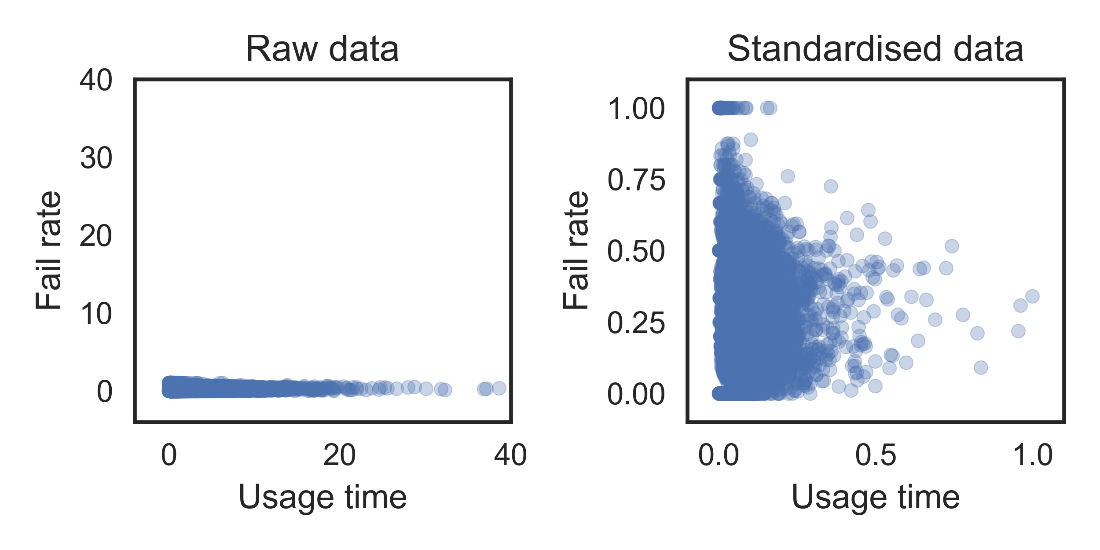 Raw data
40
30
20
10
0
Fail rate
0 20 40
Usage time
Standardised data
1.00
0.75
0.50
0.25
0.00
Fail rate
0.0 0.5 1.0
Usage time